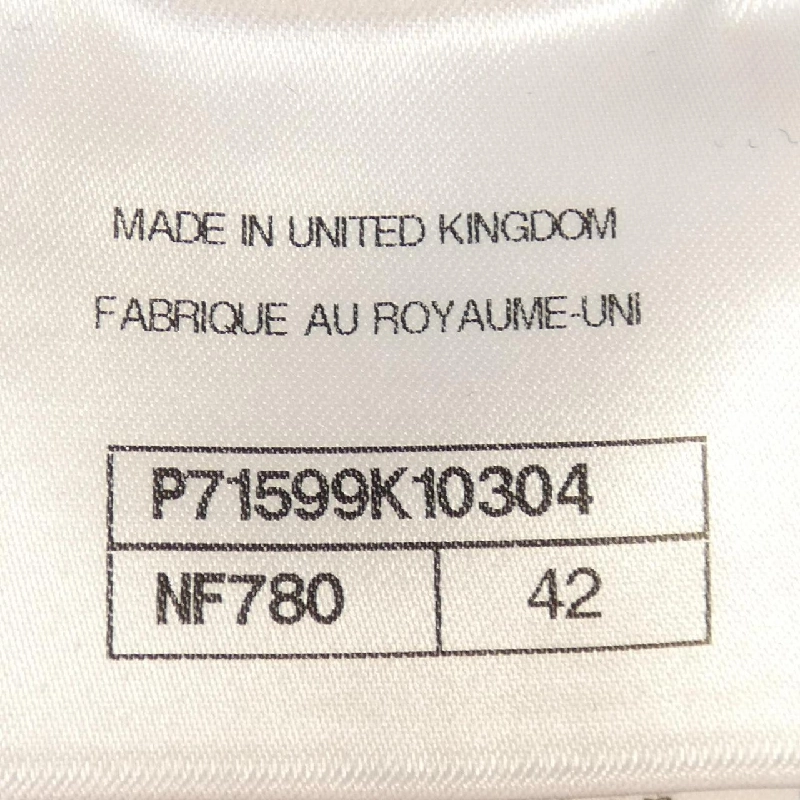 MADE IN UNITED KINGDOM
FABRIQUE AU ROYAUME-UNI
P71599K10304
NF780 42